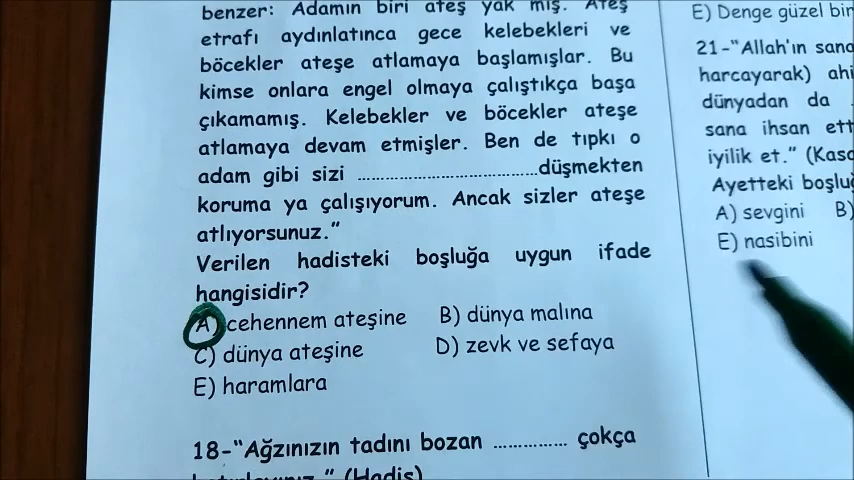 benzer: Adamın biri ateş yak mış. Ateş
etrafı aydınlatınca gece kelebekleri ve
böcekler ateşe atlamaya başlamışlar. Bu
kimse onlara engel olmaya çalıştıkça başa
çıkamamış. Kelebekler ve böcekler ateşe
atlamaya devam etmişler. Ben de tıpkı o
adam gibi sizi ........................................düşmekten
koruma ya çalışıyorum. Ancak sizler ateşe
atlıyorsunuz.”
Verilen hadisteki boşluğa uygun ifade
hangisidir?
A) cehennem ateşine B) dünya malına
C) dünya ateşine D) zevk ve sefaya
E) haramlara
18-“Ağzınızın tadını bozan ............... çokça
” (Hadis)
E) Denge güzel bir
21-“Allah’ın sana
harcayarak) ahi
dünyadan da
sana ihsan ett
iyilik et.” (Kasa
Ayetteki boşluğ
A) sevgini B)
E) nasibini